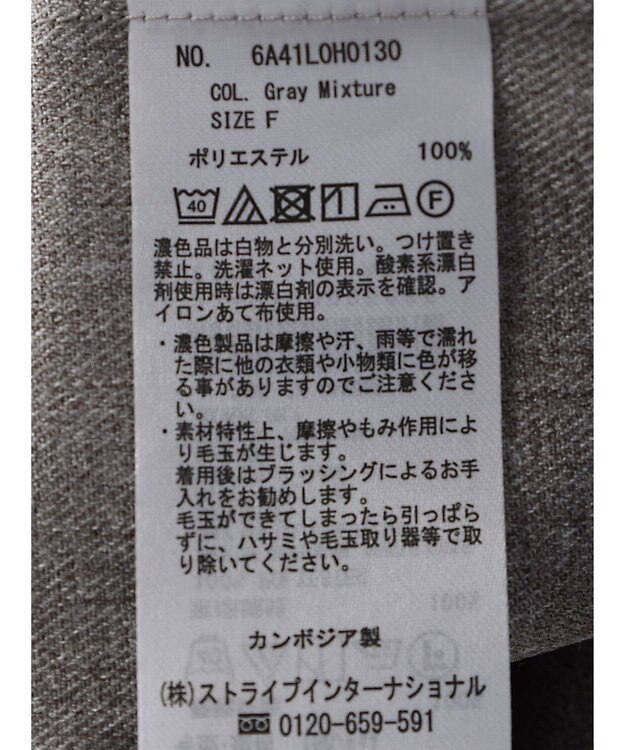 NO. 6A41L0H0130
COL. Gray Mixture
SIZE F
ポリエステル 100%
40 F
濃色品は白物と分別洗い。つけ置き
禁止。洗濯ネット使用。酸素系漂白
剤使用時は漂白剤の表示を確認。ア
イロンあて布使用。
・濃色製品は摩擦や汗、雨等で濡れ
た際に他の衣類や小物類に色が移
る事がありますのでご注意くださ
い。
・素材特性上、摩擦やもみ作用によ
り毛玉が生じます。
着用後はブラッシングによるお手
入れをお勧めします。
毛玉ができてしまったら引っぱら
ずに、ハサミや毛玉取り器等で取
り除いてください。
カンボジア製
(株)ストライプインターナショナル
0120-659-591